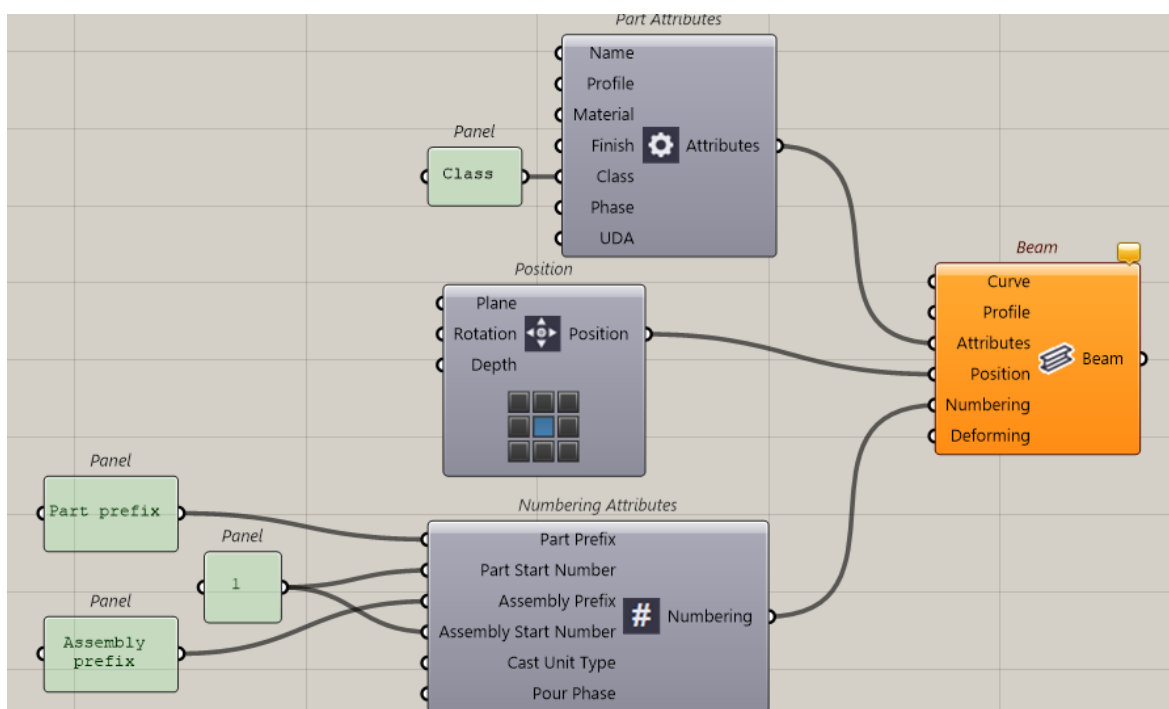 Part Attributes
Name
Profile
Material
Finish
Class
Phase
UDA
Attributes
Panel
Class
Position
Plane
Rotation
Depth
Position
Beam
Curve
Profile
Attributes
Position
Numbering
Deforming
Beam
Panel
Part prefix
Panel
1
Panel
Assembly
prefix
Numbering Attributes
Part Prefix
Part Start Number
Assembly Prefix
Assembly Start Number
Cast Unit Type
Pour Phase
#
Numbering